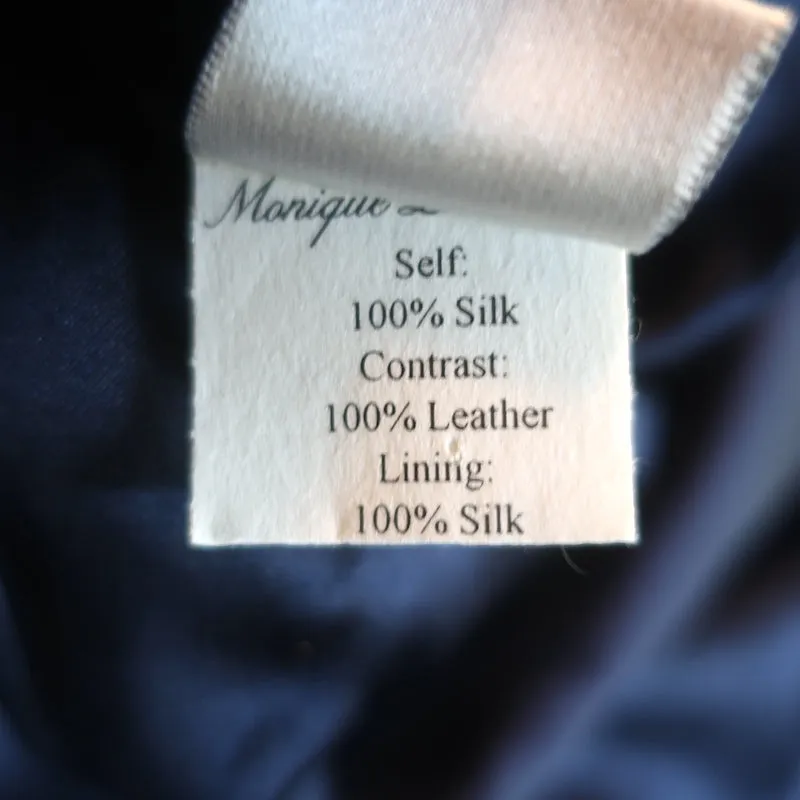 Monique
Self:
100% Silk
Contrast:
100% Leather
Lining:
100% Silk